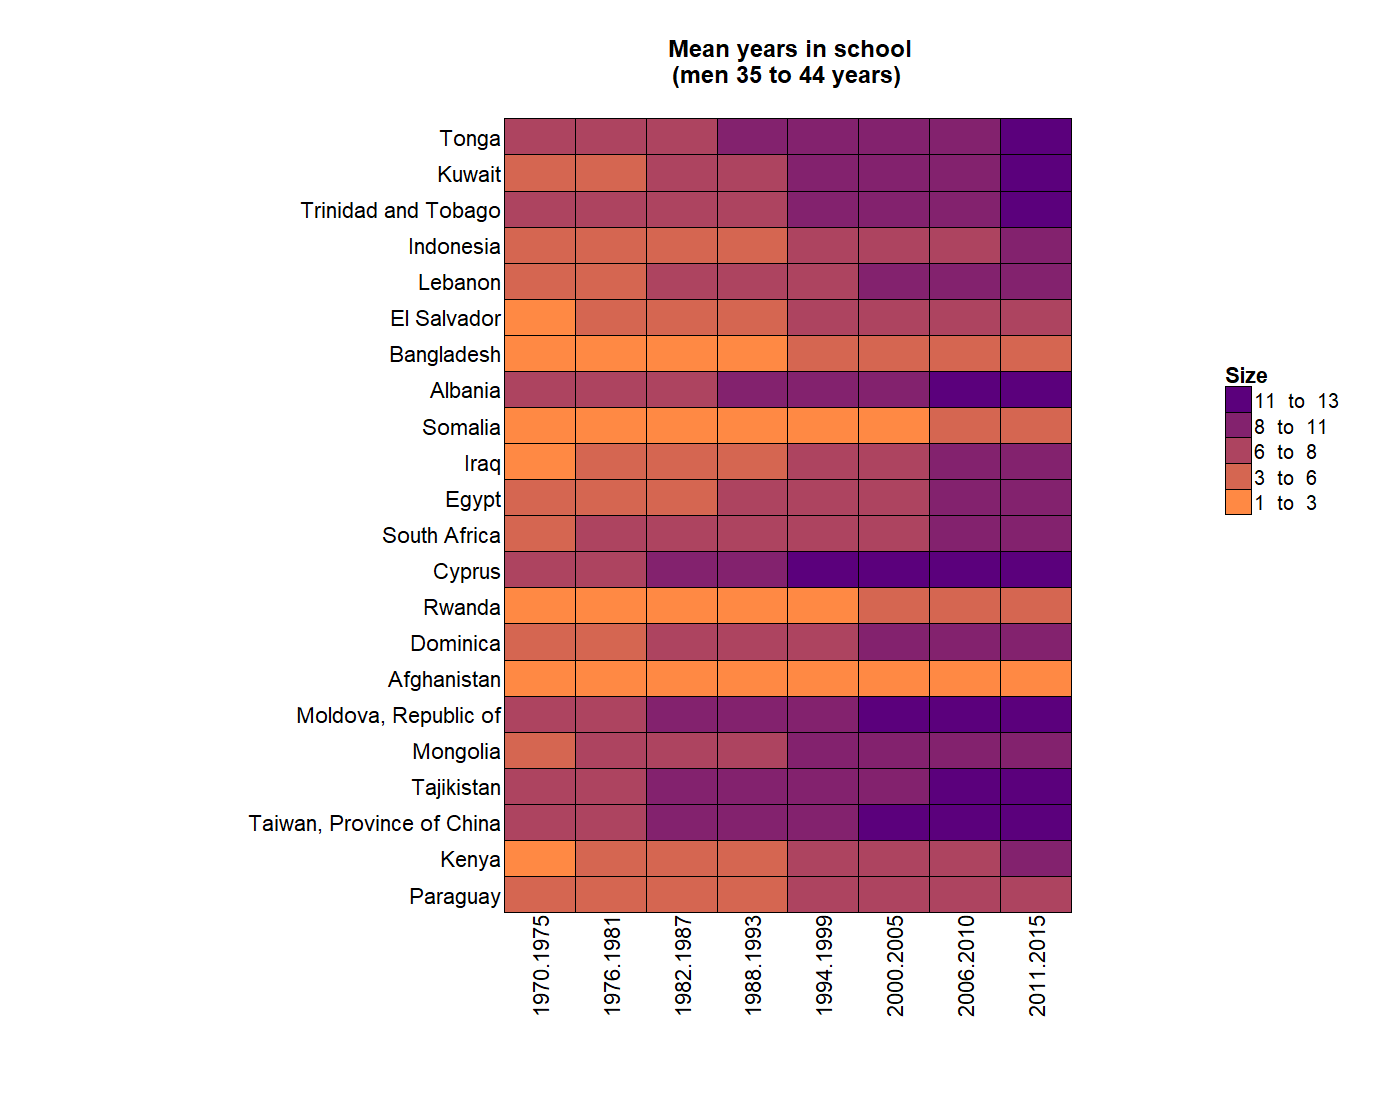 Mean years in school
(men 35 to 44 years)
Tonga
Kuwait
Trinidad and Tobago
Indonesia
Lebanon
El Salvador
Bangladesh
Albania
Somalia
Iraq
Egypt
South Africa
Cyprus
Rwanda
Dominica
Afghanistan
Moldova, Republic of
Mongolia
Tajikistan
Taiwan, Province of China
Kenya
Paraguay
1970.1975
1976.1981
1982.1987
1988.1993
1994.1999
2000.2005
2006.2010
2011.2015
Size
11 to 13
8 to 11
6 to 8
3 to 6
1 to 3